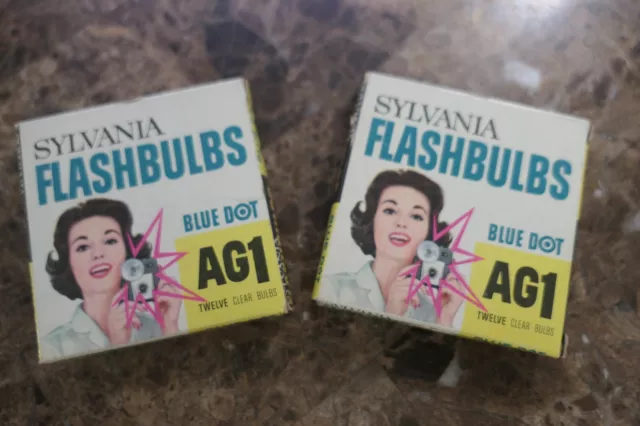 SYLVANIA
FLASHBULBS
BLUE DOT
AG1
TWELVE CLEAR BULBS
SYLVANIA
FLASHBULBS
BLUE DOT
AG1
TWELVE CLEAR BULBS